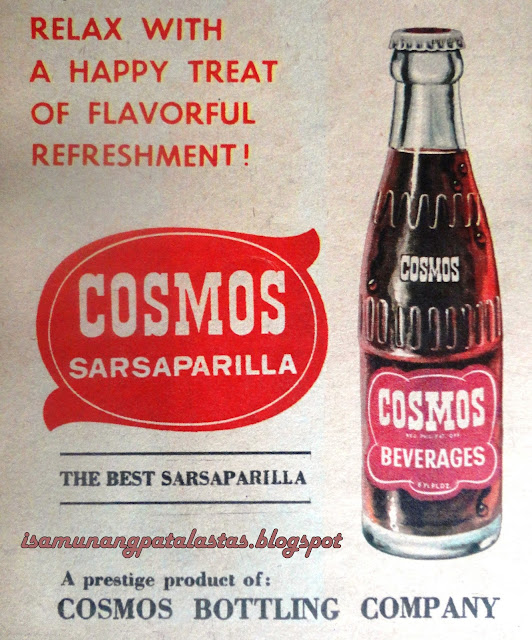 RELAX WITH
A HAPPY TREAT
OF FLAVORFUL
REFRESHMENT!
COSMOS
SARSAPARILLA
COSMOS
COSMOS
BEVERAGES
THE BEST SARSAPARILLA
isamunangpatalastas.blogspot
A prestige product of:
COSMOS BOTTLING COMPANY